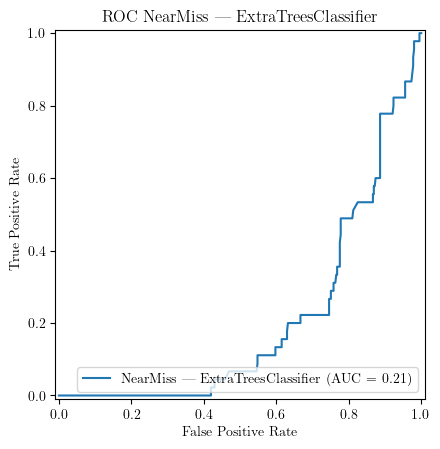 ROC NearMiss — ExtraTreesClassifier
True Positive Rate
1.0
0.8
0.6
0.4
0.2
0.0
NearMiss — ExtraTreesClassifier (AUC = 0.21)
0.0 0.2 0.4 0.6 0.8 1.0
False Positive Rate